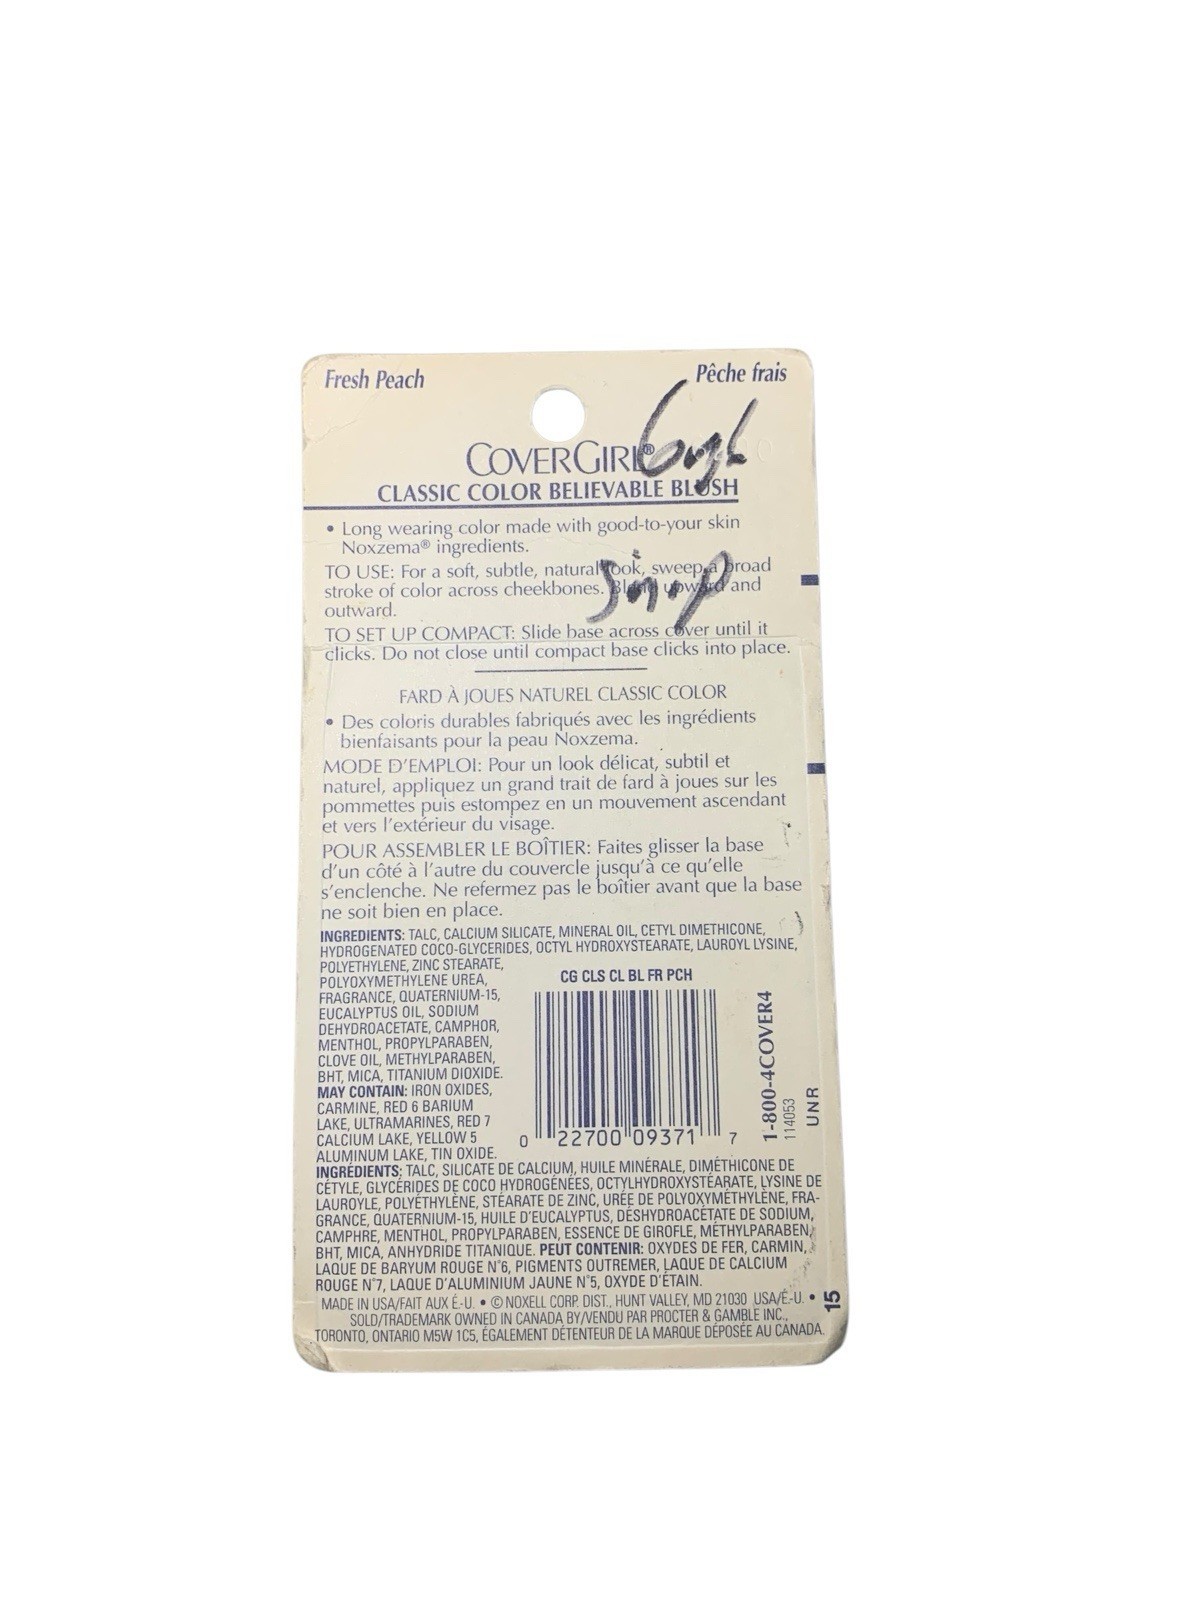 Fresh Peach
Pêche frais
COVERGIRL®
CLASSIC COLOR BELIEVABLE BLUSH
• Long wearing color made with good-to-your skin
Noxzema® ingredients.
TO USE: For a soft, subtle, natural look, sweep a broad
stroke of color across cheekbones. Blend upward and
outward.
TO SET UP COMPACT: Slide base across cover until it
clicks. Do not close until compact base clicks into place.
FARD À JOUES NATUREL CLASSIC COLOR
• Des coloris durables fabriqués avec les ingrédients
bienfaisants pour la peau Noxzema.
MODE D'EMPLOI: Pour un look délicat, subtil et
naturel, appliquez un grand trait de fard à joues sur les
pommettes puis estompez en un mouvement ascendant
et vers l'extérieur du visage.
POUR ASSEMBLER LE BOÎTIER: Faites glisser la base
d'un côté à l'autre du couvercle jusqu'à ce qu'elle
s'enclenche. Ne refermez pas le boîtier avant que la base
ne soit bien en place.
INGREDIENTS: TALC, CALCIUM SILICATE, MINERAL OIL, CETYL DIMETHICONE,
HYDROGENATED COCO-GLYCERIDES, OCTYL HYDROXYSTEARATE, LAUROYL LYSINE,
POLYETHYLENE, ZINC STEARATE,
POLYOXYMETHYLENE UREA,
FRAGRANCE, QUATERNIUM-15,
EUCALYPTUS OIL, SODIUM
DEHYDROACETATE, CAMPHOR,
MENTHOL, PROPYLPARABEN,
CLOVE OIL, METHYLPARABEN,
BHT, MICA, TITANIUM DIOXIDE.
MAY CONTAIN: IRON OXIDES,
CARMINE, RED 6 BARIUM
LAKE, ULTRAMARINES, RED 7
CALCIUM LAKE, YELLOW 5
ALUMINUM LAKE, TIN OXIDE.
CG CLS CL BL FR PCH
0 22700 09371 7
1-800-4COVER4
114053
UNR
INGRÉDIENTS: TALC, SILICATE DE CALCIUM, HUILE MINÉRALE, DIMÉTHICONE DE
CÉTYLE, GLYCÉRIDES DE COCO HYDROGÉNÉES, OCTYLHYDROXYSTÉARATE, LYSINE DE
LAUROYLE, POLYÉTHYLÈNE, STÉARATE DE ZINC, URÉE DE POLYOXYMÉTHYLÈNE, FRA-
GRANCE, QUATERNIUM-15, HUILE D'EUCALYPTUS, DÉSHYDROACÉTATE DE SODIUM,
CAMPHRE, MENTHOL, PROPYLPARABEN, ESSENCE DE GIROFLE, MÉTHYLPARABEN,
BHT, MICA, ANHYDRIDE TITANIQUE. PEUT CONTENIR: OXYDES DE FER, CARMIN,
LAQUE DE BARYUM ROUGE N°6, PIGMENTS OUTREMER, LAQUE DE CALCIUM
ROUGE N°7, LAQUE D'ALUMINIUM JAUNE N°5, OXYDE D'ÉTAIN.
MADE IN USA/FAIT AUX É.-U. • © NOXELL CORP. DIST., HUNT VALLEY, MD 21030 USA/É.-U. •
SOLD/TRADEMARK OWNED IN CANADA BY/VENDU PAR PROCTER & GAMBLE INC.,
TORONTO, ONTARIO M5W 1C5, ÉGALEMENT DÉTENTEUR DE LA MARQUE DÉPOSÉE AU CANADA.
15